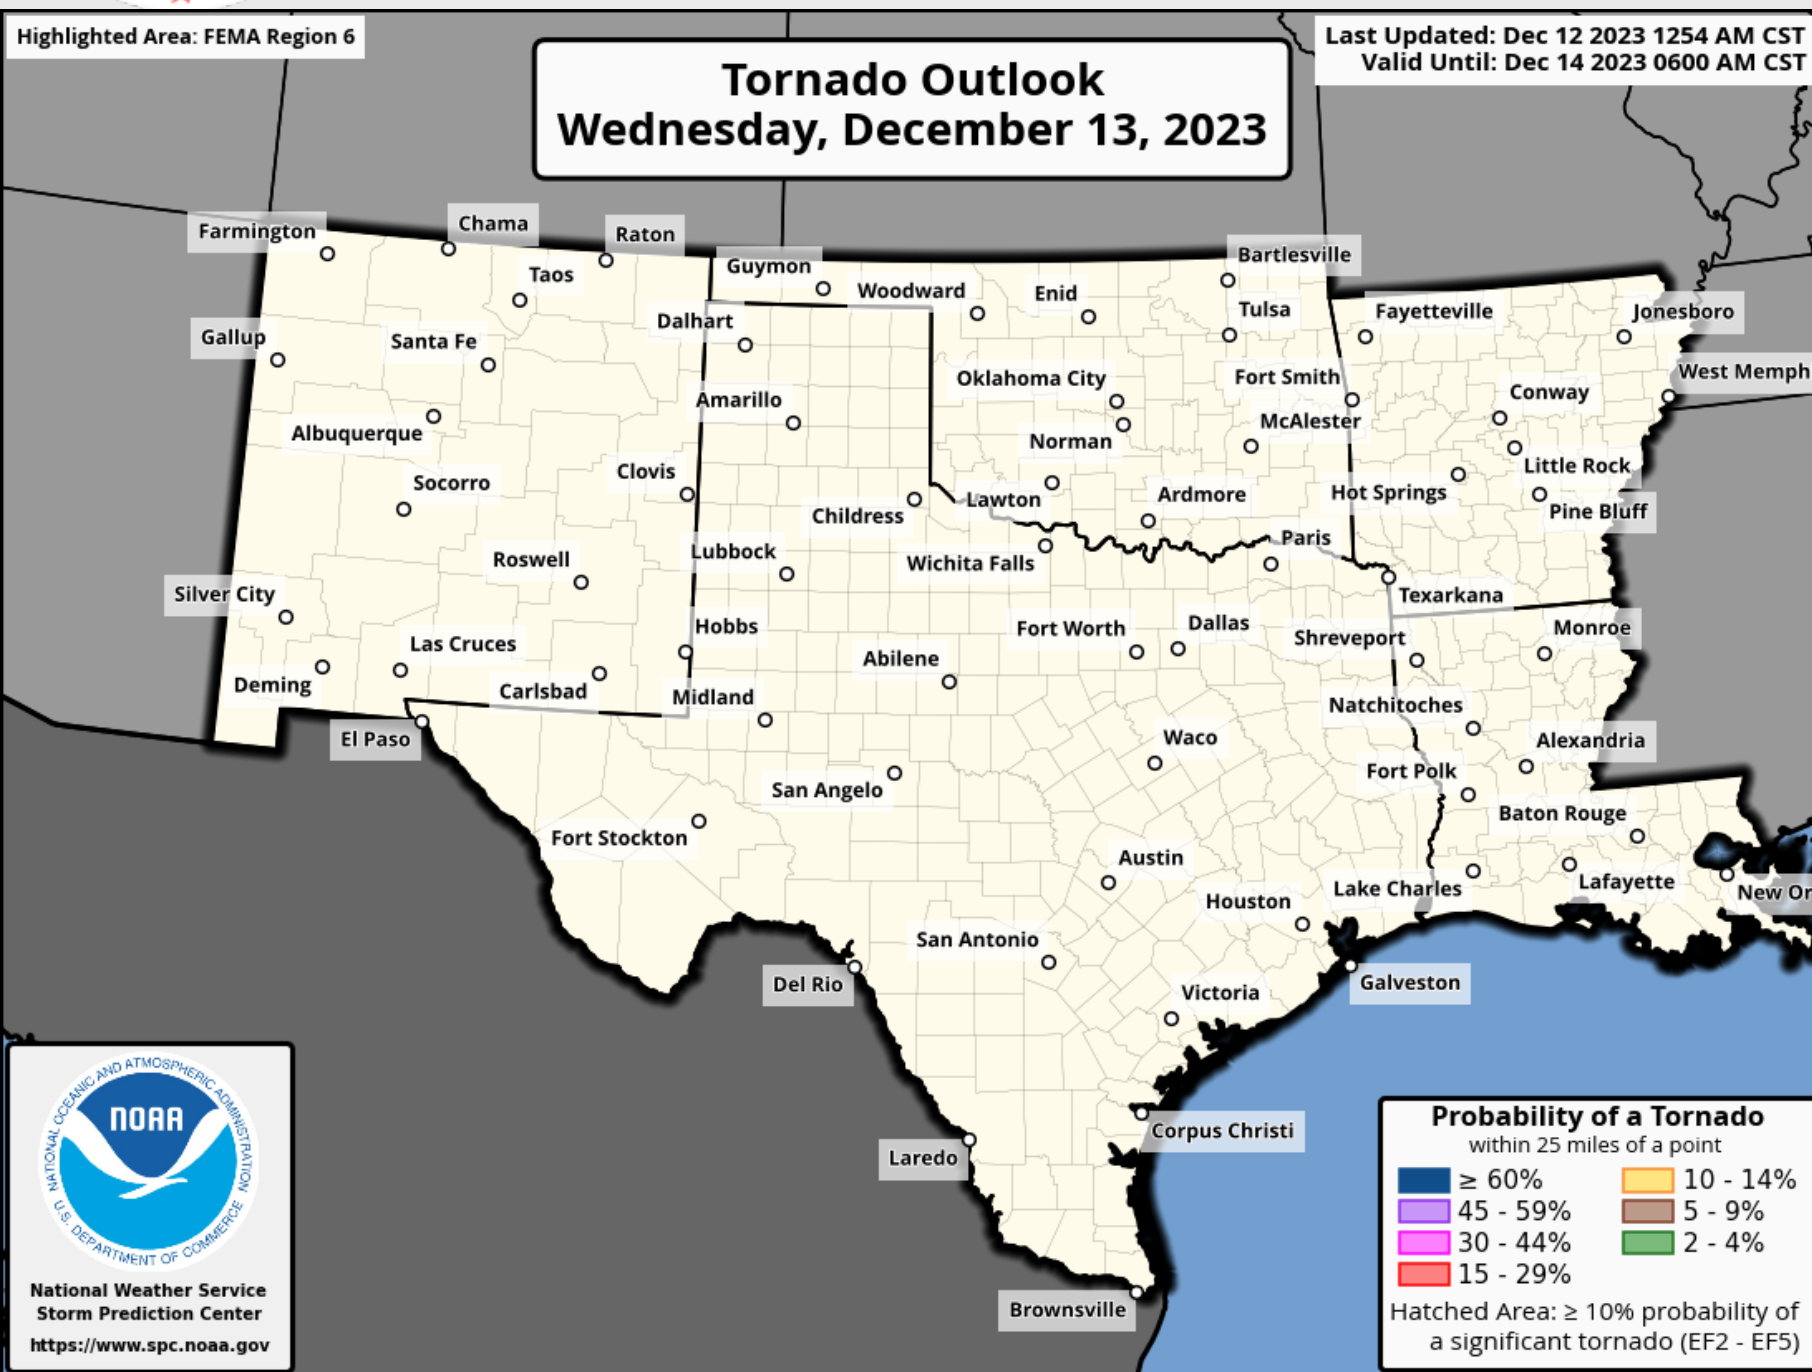 Highlighted Area: FEMA Region 6
Last Updated: Dec 12 2023 1254 AM CST
Valid Until: Dec 14 2023 0600 AM CST
Tornado Outlook
Wednesday, December 13, 2023
Farmington
Chama
Raton
Taos
Guymon
Woodward
Enid
Bartlesville
Tulsa
Fayetteville
Jonesboro
Gallup
Santa Fe
Dalhart
Oklahoma City
Fort Smith
Conway
West Memph
Amarillo
McAlester
Albuquerque
Norman
Socorro
Clovis
Lawton
Ardmore
Hot Springs
Little Rock
Pine Bluff
Childress
Paris
Roswell
Lubbock
Wichita Falls
Silver City
Texarkana
Hobbs
Fort Worth
Dallas
Shreveport
Monroe
Las Cruces
Abilene
Deming
Carlsbad
Midland
Natchitoches
El Paso
Waco
Alexandria
San Angelo
Fort Polk
Fort Stockton
Baton Rouge
Austin
Houston
Lake Charles
Lafayette
New Or
San Antonio
Del Rio
Victoria
Galveston
Corpus Christi
Laredo
Brownsville
NATIONAL OCEANIC AND ATMOSPHERIC ADMINISTRATION
NOAA
U.S. DEPARTMENT OF COMMERCE
National Weather Service
Storm Prediction Center
https://www.spc.noaa.gov
Probability of a Tornado
within 25 miles of a point
≥ 60%
10 - 14%
45 - 59%
5 - 9%
30 - 44%
2 - 4%
15 - 29%
Hatched Area: ≥ 10% probability of
a significant tornado (EF2 - EF5)